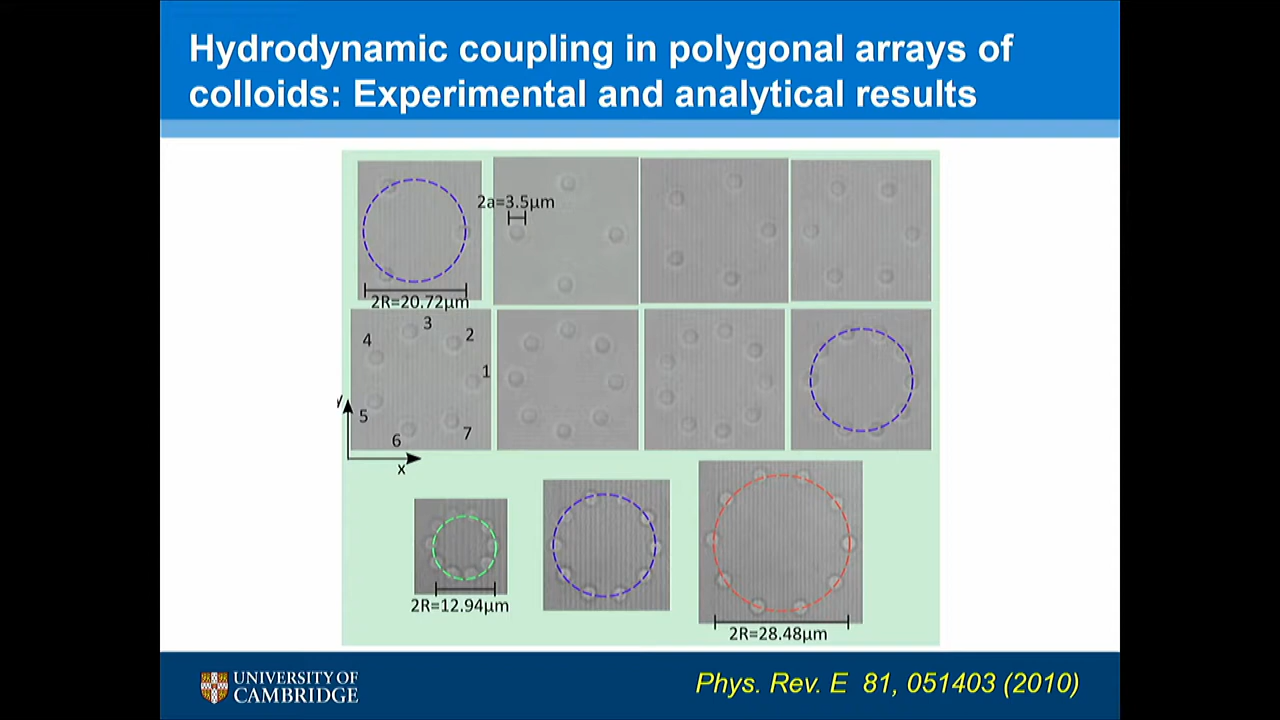 Hydrodynamic coupling in polygonal arrays of
colloids: Experimental and analytical results
2a=3.5µm
2R=20.72µm
3
2
4
1
5
6
7
y
x
2R=12.94µm
2R=28.48µm
UNIVERSITY OF
CAMBRIDGE
Phys. Rev. E 81, 051403 (2010)